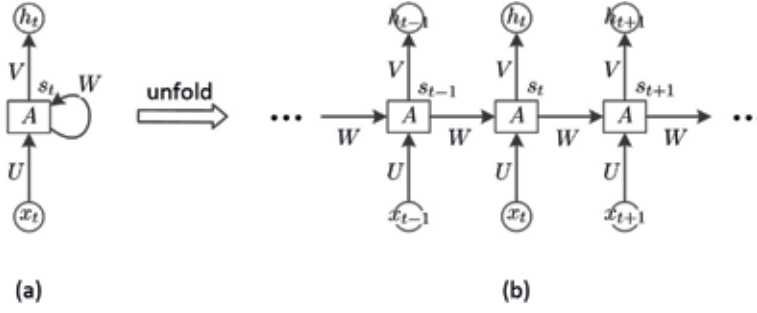 h_t h_{t-1} h_t h_{t+1}
V W V V V
s_t unfold s_{t-1} s_t s_{t+1}
A ... A A A ...
W W W W
U U U U
x_t x_{t-1} x_t x_{t+1}
(a) (b)